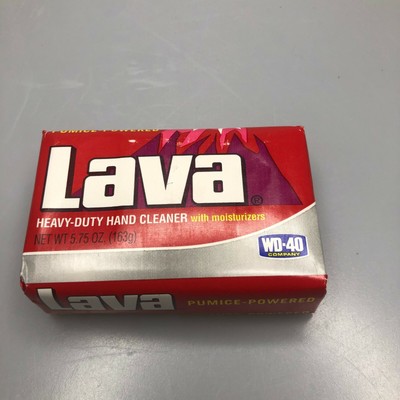 PUMICE-POWERED
Lava®
HEAVY-DUTY HAND CLEANER with moisturizers
NET WT 5.75 OZ. (163g)
WD-40
COMPANY
Lava PUMICE-POWERED